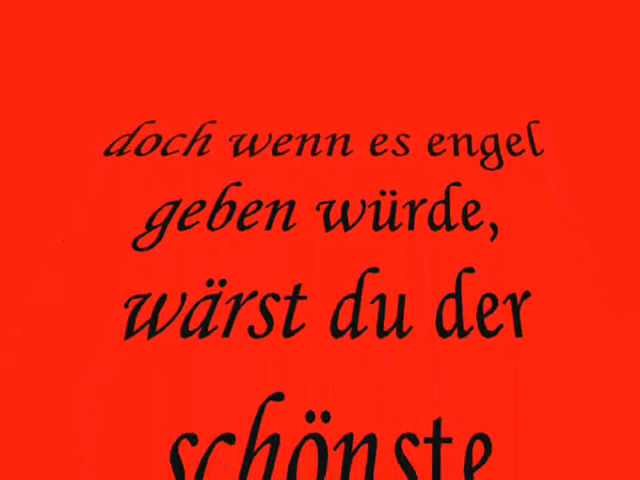 doch wenn es engel
geben würde,
wärst du der
schönste